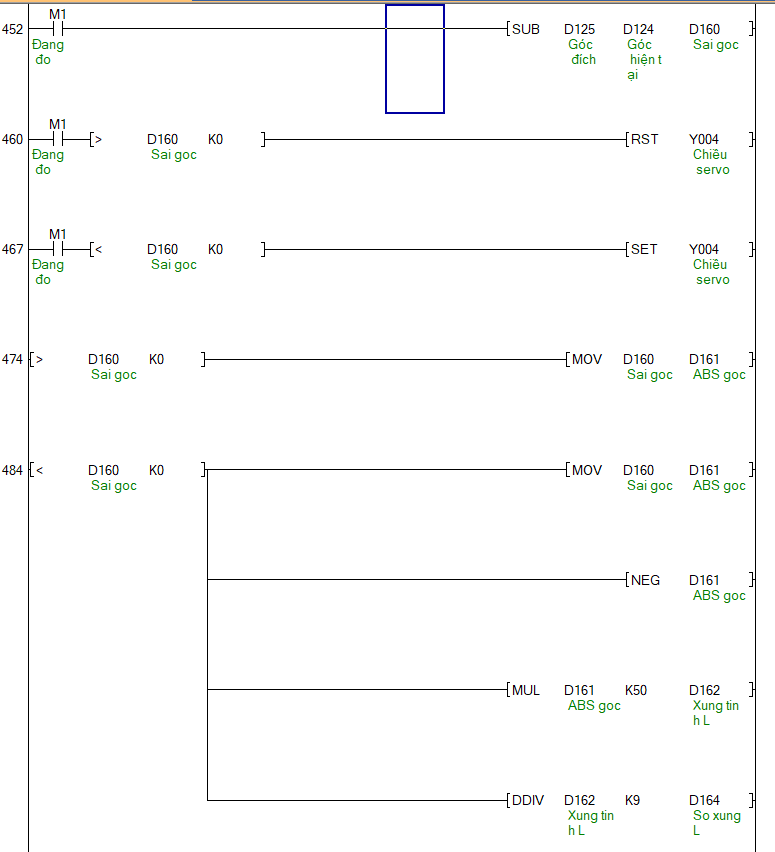 M1
452 SUB D125 D124 D160
Đang Góc Góc Sai goc
đo đích hiện t
ại
M1
460 > D160 K0 RST Y004
Đang Sai goc Chiều
đo servo
M1
467 < D160 K0 SET Y004
Đang Sai goc Chiều
đo servo
474 > D160 K0 MOV D160 D161
Sai goc Sai goc ABS goc
484 < D160 K0 MOV D160 D161
Sai goc Sai goc ABS goc
NEG D161
ABS goc
MUL D161 K50 D162
ABS goc Xung tin
h L
DDIV D162 K9 D164
Xung tin So xung
h L L